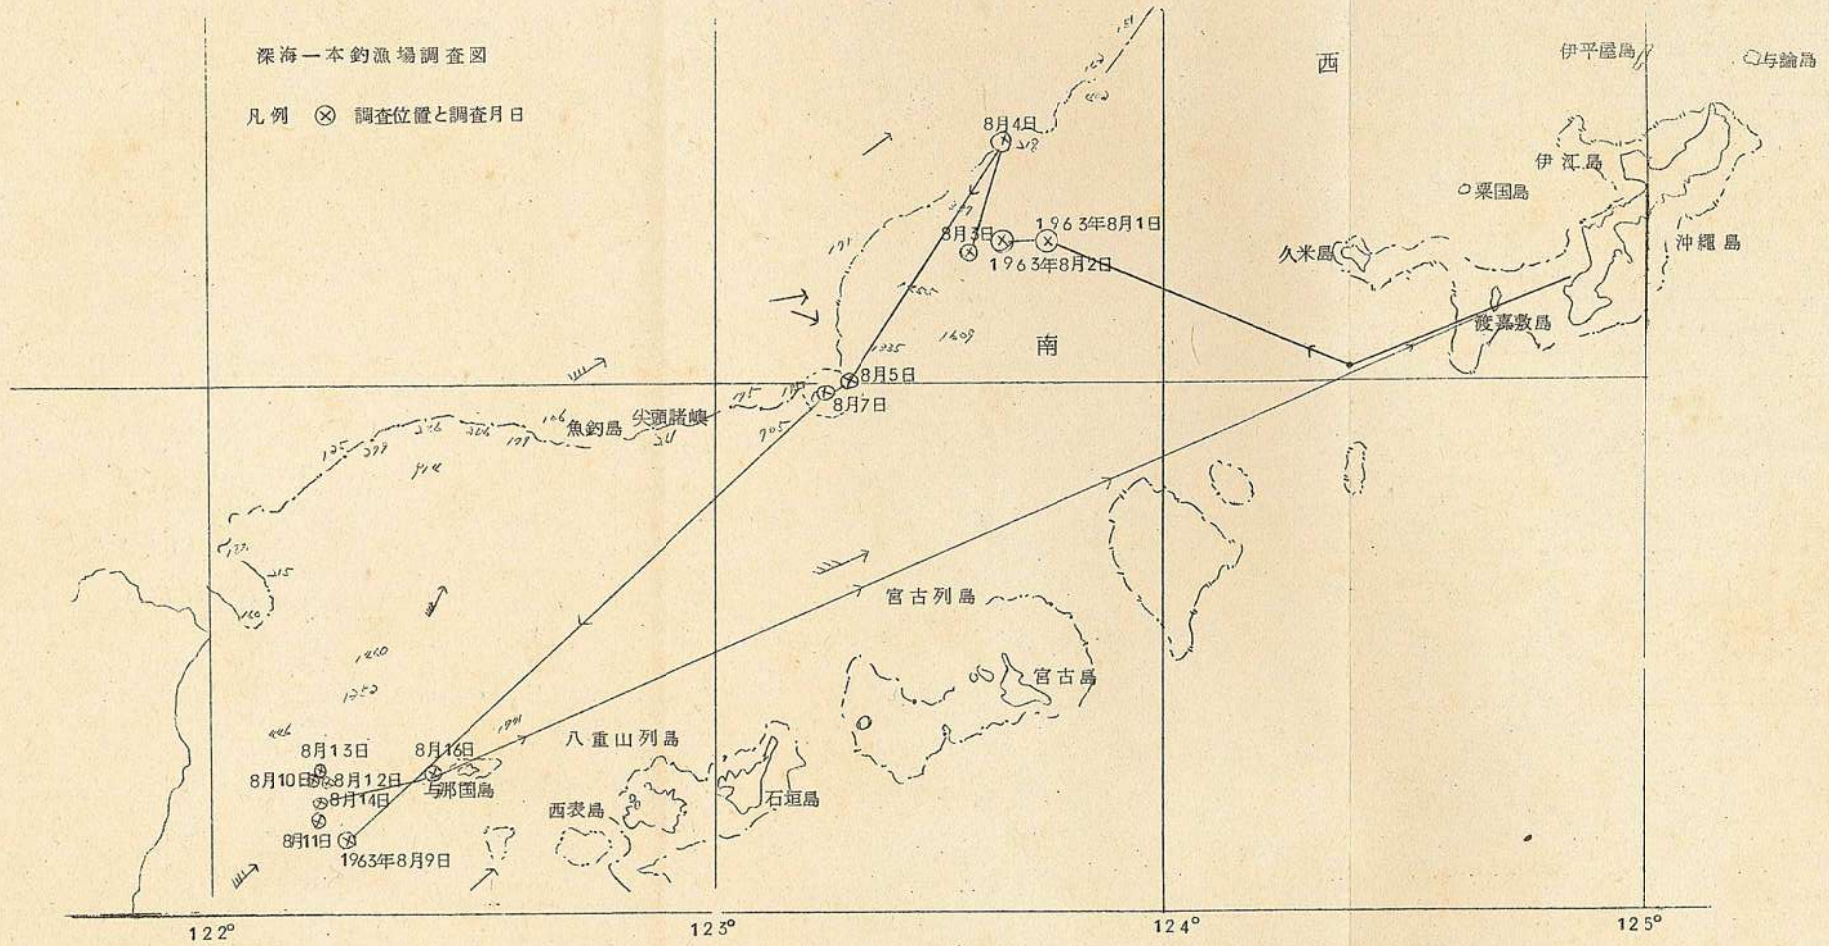 深海一本釣漁場調査図
凡例 ⊗ 調査位置と調査月日
西
南
伊平屋島
与論島
伊江島
粟国島
沖縄島
久米島
渡嘉敷島
8月4日
8月3日
1963年8月1日
1963年8月2日
8月5日
8月7日
魚釣島
尖頭諸嶼
宮古列島
宮古島
八重山列島
石垣島
西表島
与那国島
8月16日
8月13日
8月10日
8月12日
8月14日
8月11日
1963年8月9日
191
1609
1335
905
106
215
122°
123°
124°
125°